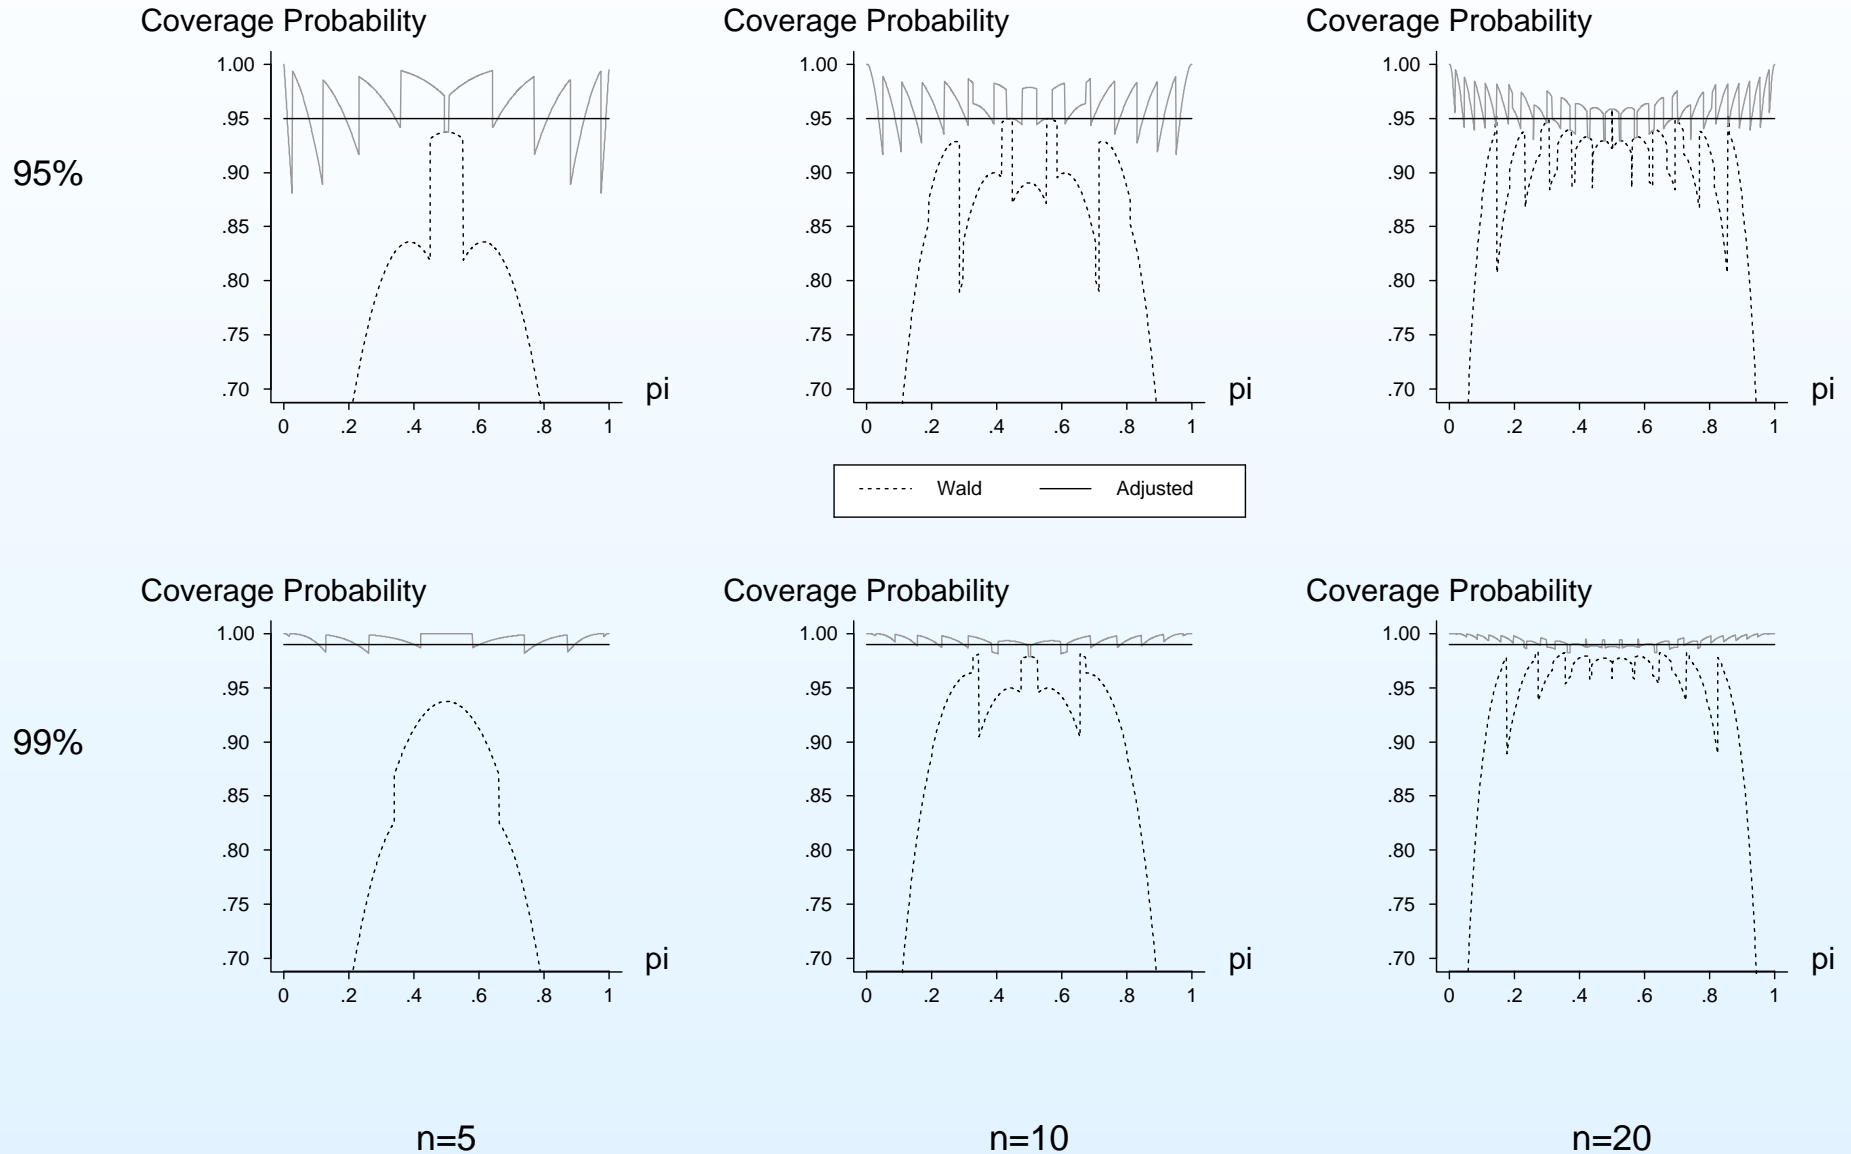 Coverage Probability
Coverage Probability
Coverage Probability
95%
1.00
.95
.90
.85
.80
.75
.70
0 .2 .4 .6 .8 1
pi
1.00
.95
.90
.85
.80
.75
.70
0 .2 .4 .6 .8 1
pi
1.00
.95
.90
.85
.80
.75
.70
0 .2 .4 .6 .8 1
pi
Wald Adjusted
Coverage Probability
Coverage Probability
Coverage Probability
99%
1.00
.95
.90
.85
.80
.75
.70
0 .2 .4 .6 .8 1
pi
1.00
.95
.90
.85
.80
.75
.70
0 .2 .4 .6 .8 1
pi
1.00
.95
.90
.85
.80
.75
.70
0 .2 .4 .6 .8 1
pi
n=5
n=10
n=20